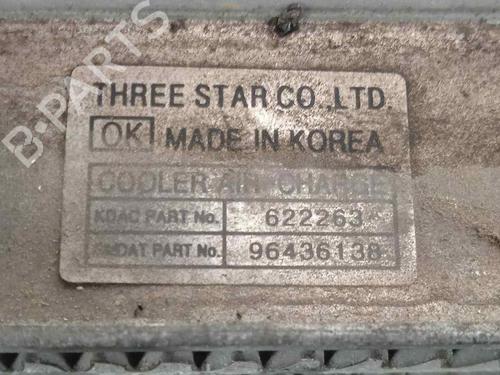 B-PARTS
THREE STAR CO.,LTD.
OK MADE IN KOREA
COOLER AIR CHARGE
KDAC PART No. 622263
GMDAT PART No. 96436138